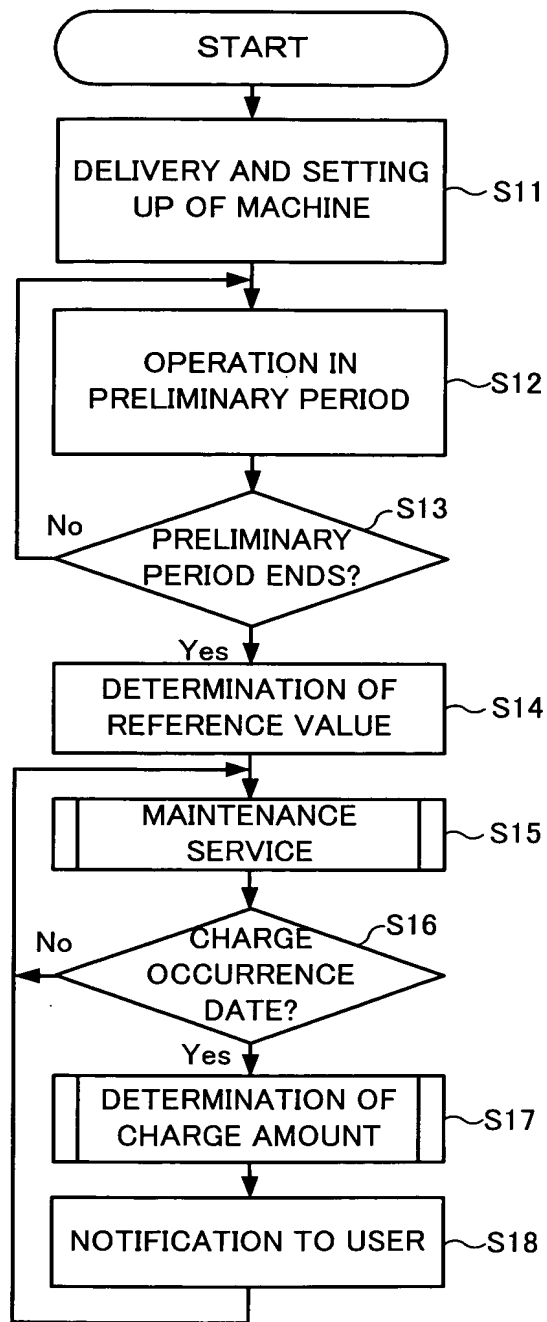 START
DELIVERY AND SETTING
UP OF MACHINE
S11
OPERATION IN
PRELIMINARY PERIOD
S12
S13
No
PRELIMINARY
PERIOD ENDS?
Yes
DETERMINATION OF
REFERENCE VALUE
S14
MAINTENANCE
SERVICE
S15
S16
No
CHARGE
OCCURRENCE
DATE?
Yes
DETERMINATION OF
CHARGE AMOUNT
S17
NOTIFICATION TO USER
S18